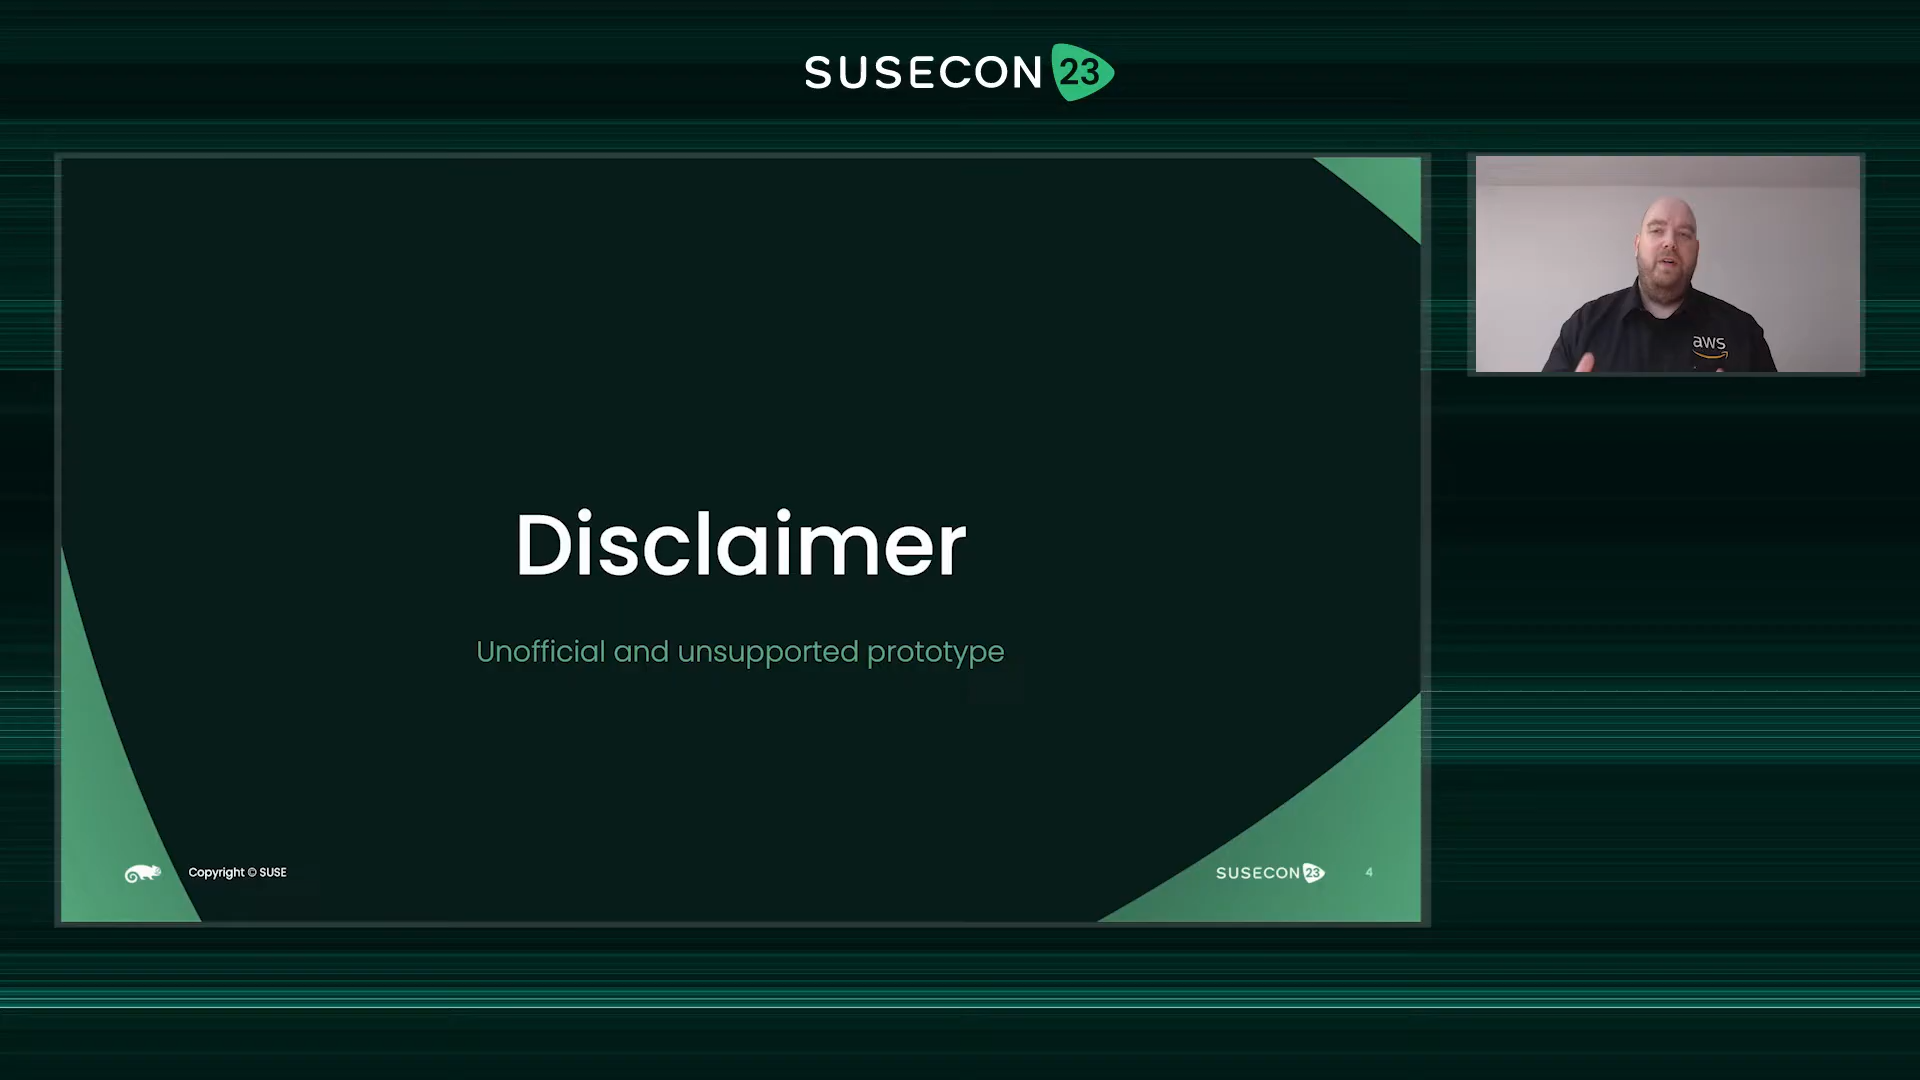 SUSECON 23
aws
Disclaimer
Unofficial and unsupported prototype
Copyright © SUSE
SUSECON 23
4